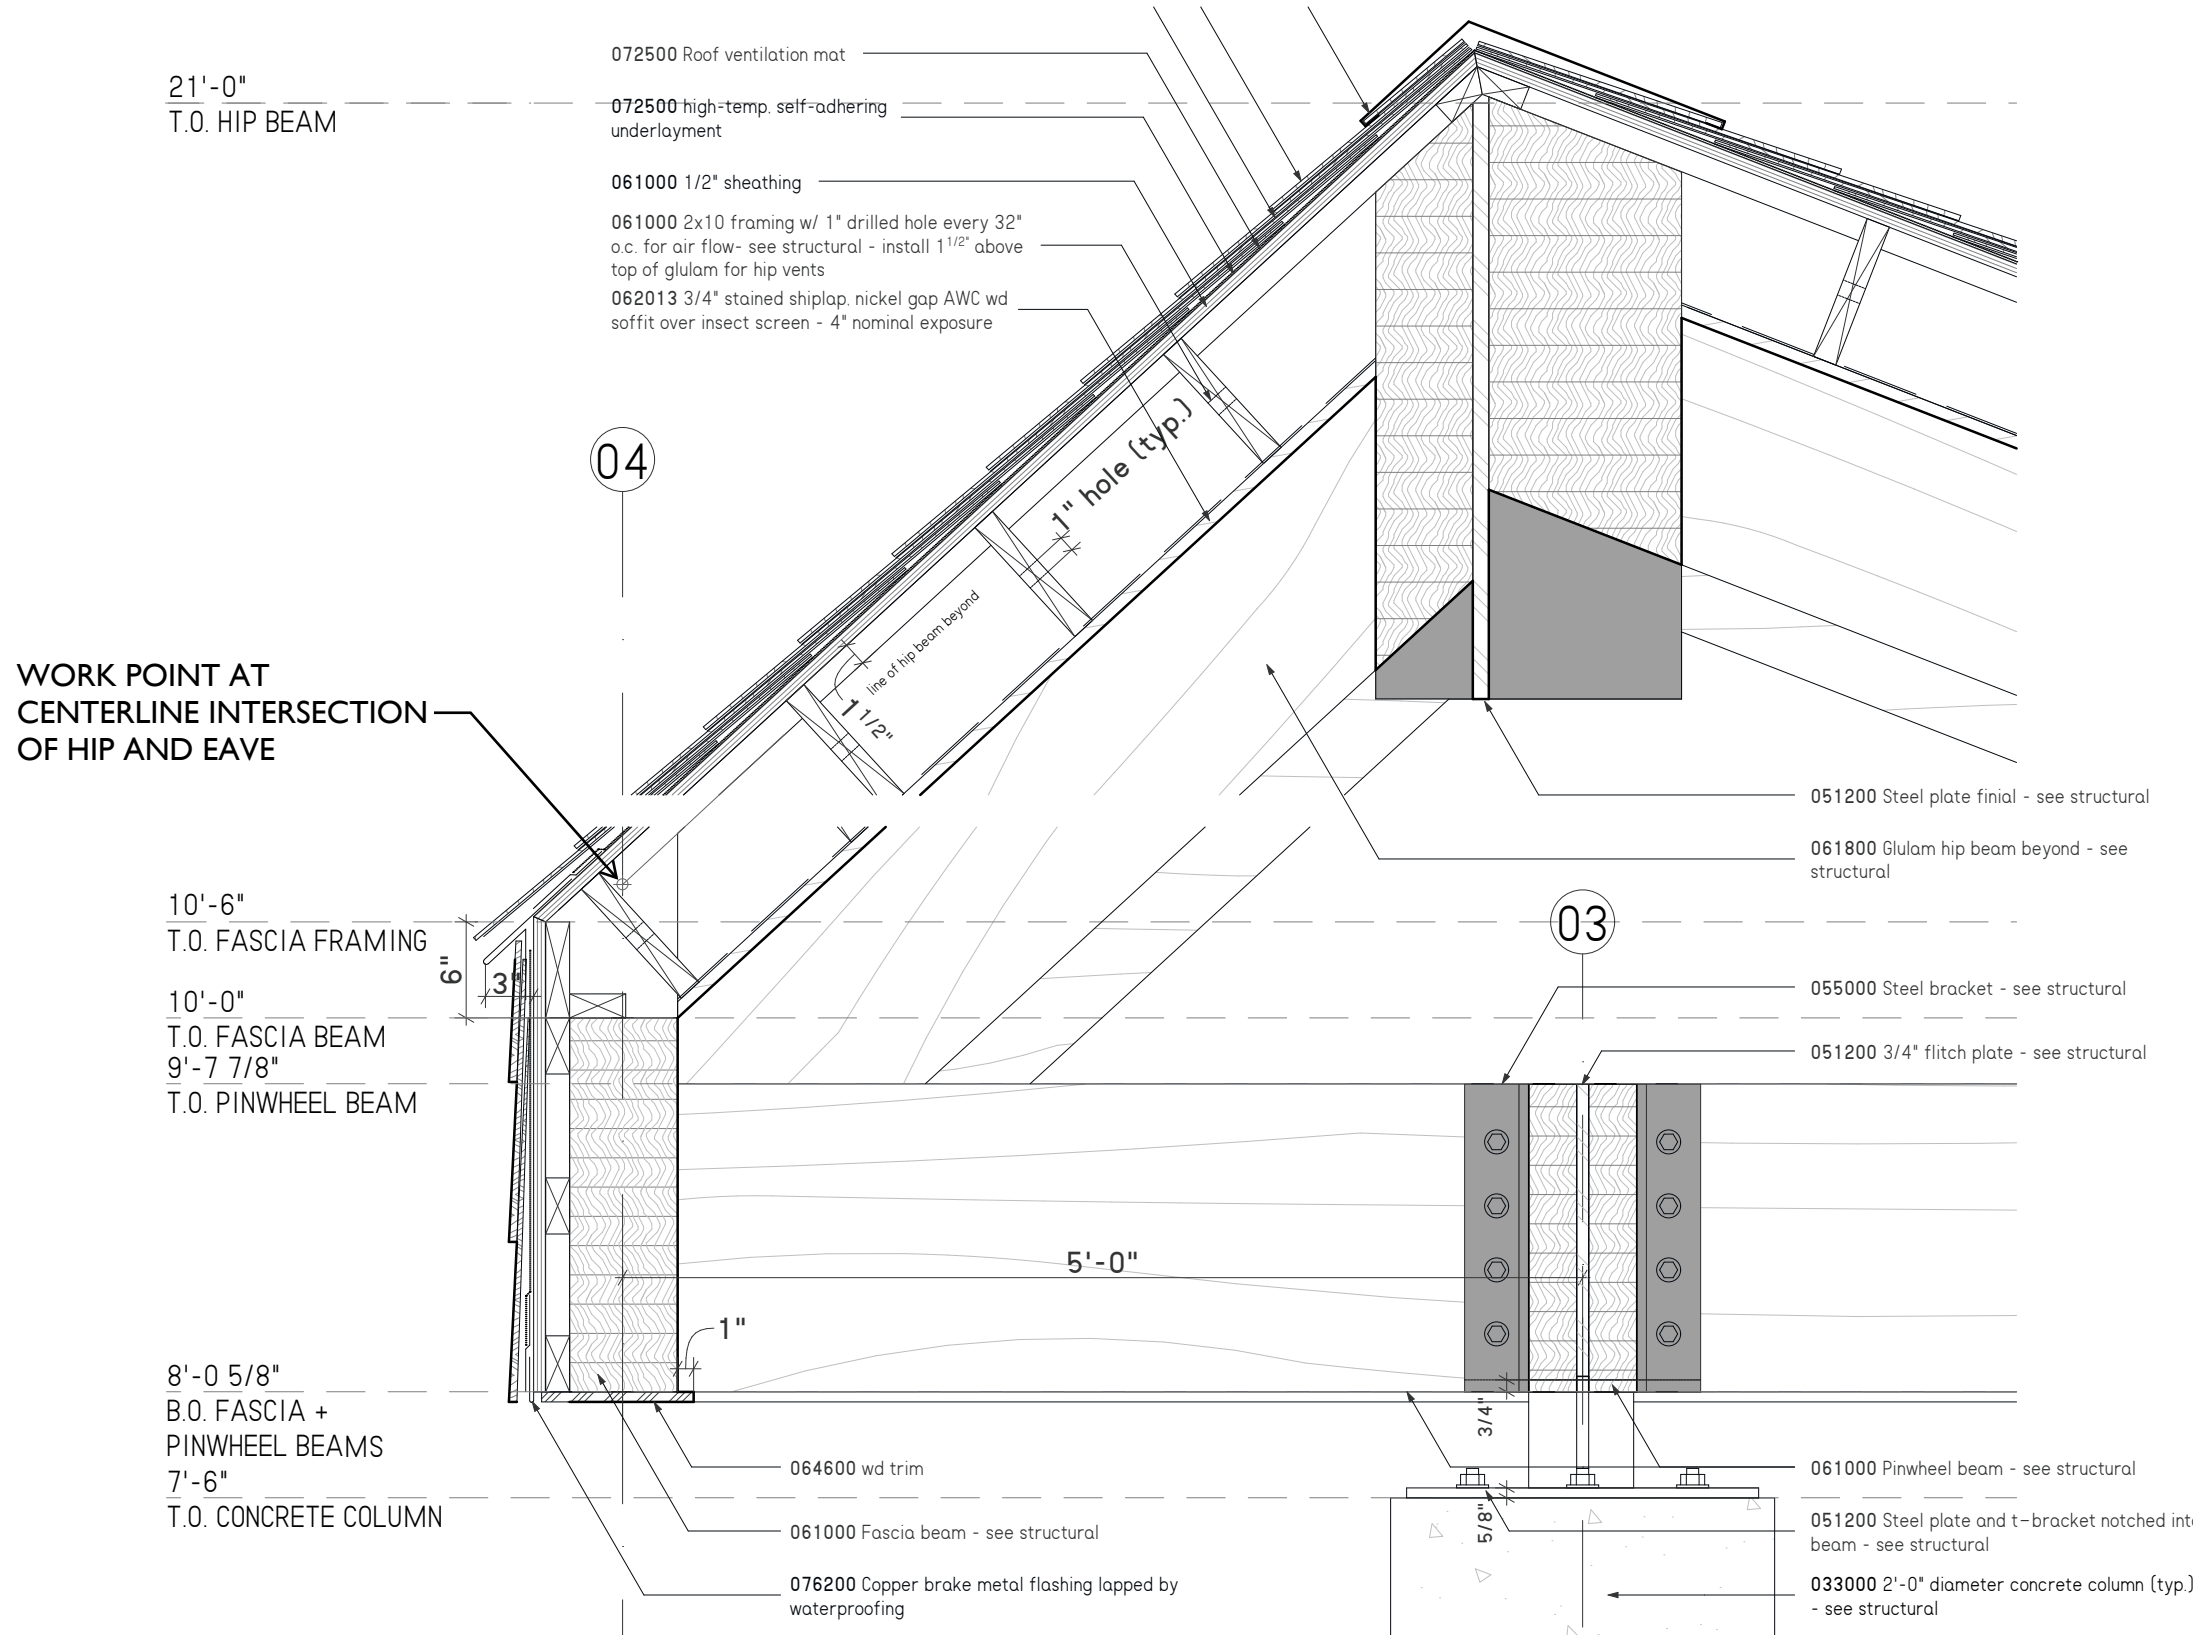 21'-0"
T.O. HIP BEAM
072500 Roof ventilation mat
072500 high-temp. self-adhering
underlayment
061000 1/2" sheathing
061000 2x10 framing w/ 1" drilled hole every 32"
o.c. for air flow- see structural - install 1 1/2" above
top of glulam for hip vents
062013 3/4" stained shiplap, nickel gap AWC wd
soffit over insect screen - 4" nominal exposure
04
1" hole (typ.)
line of hip beam beyond
1 1/2"
WORK POINT AT
CENTERLINE INTERSECTION
OF HIP AND EAVE
051200 Steel plate finial - see structural
061800 Glulam hip beam beyond - see
structural
10'-6"
T.O. FASCIA FRAMING
6"
3"
03
10'-0"
T.O. FASCIA BEAM
055000 Steel bracket - see structural
051200 3/4" flitch plate - see structural
9'-7 7/8"
T.O. PINWHEEL BEAM
5'-0"
1"
8'-0 5/8"
B.O. FASCIA +
PINWHEEL BEAMS
3/4"
7'-6"
T.O. CONCRETE COLUMN
5/8"
064600 wd trim
061000 Fascia beam - see structural
076200 Copper brake metal flashing lapped by
waterproofing
061000 Pinwheel beam - see structural
051200 Steel plate and t-bracket notched
beam - see structural
033000 2'-0" diameter concrete column (typ.)
- see structural